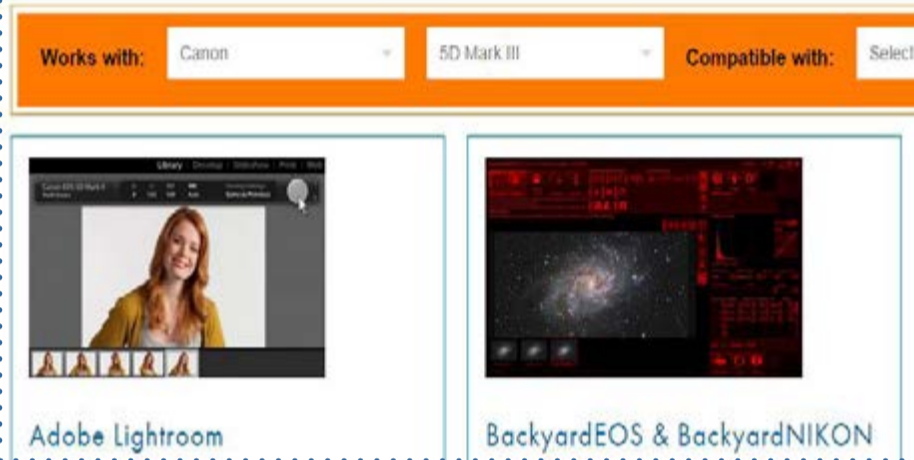 Works with: Canon 5D Mark III Compatible with: Select
Library Develop Slideshow Print Web
Adobe Lightroom
BackyardEOS & BackyardNIKON